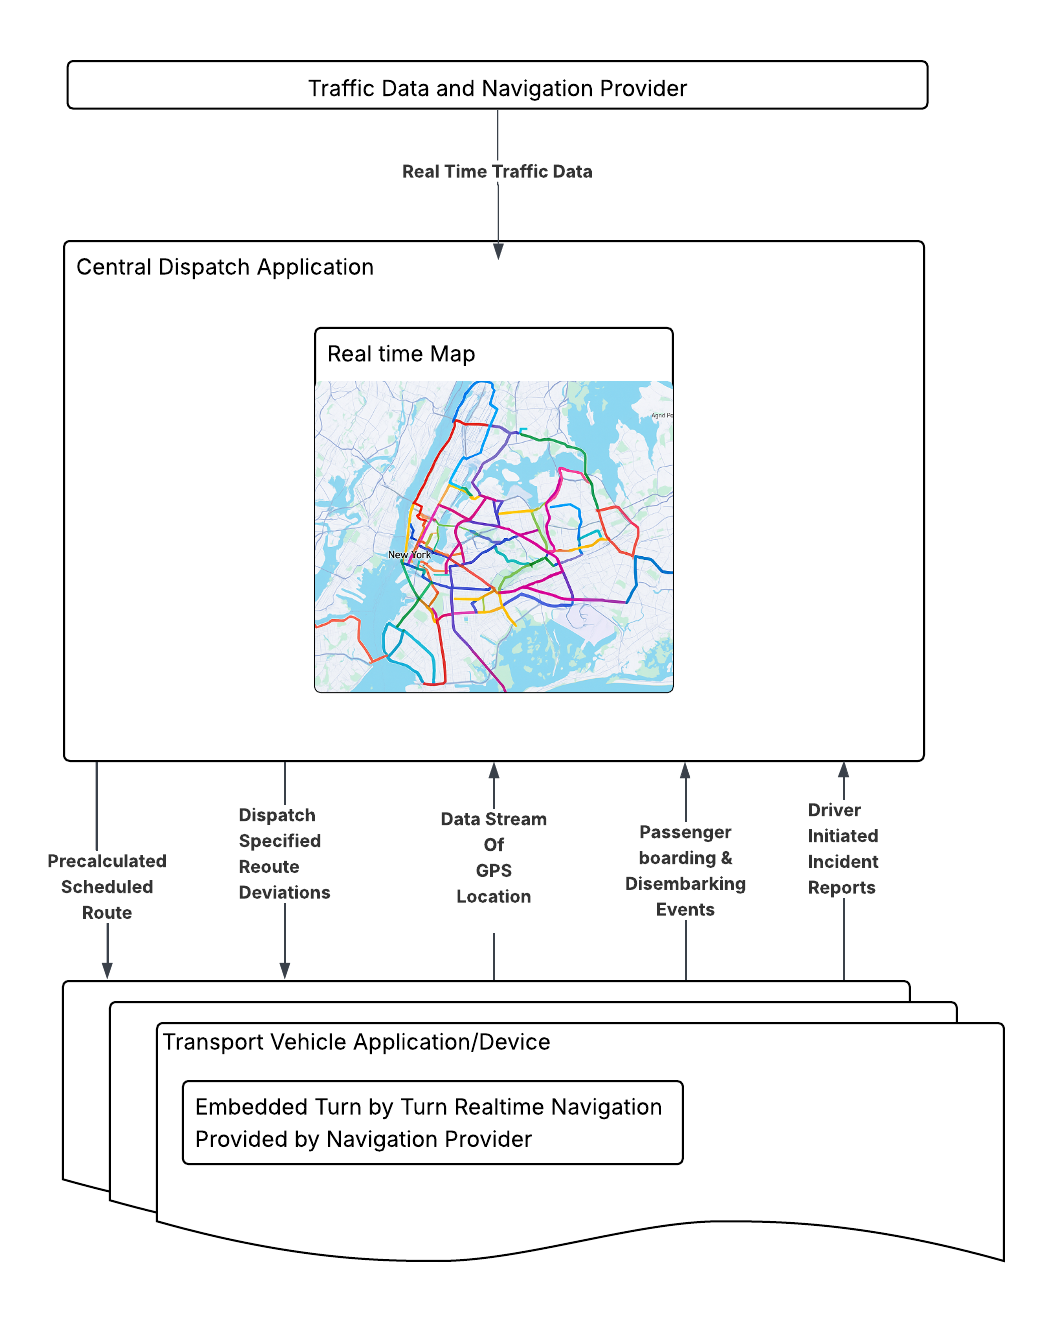 Traffic Data and Navigation Provider
Real Time Traffic Data
Central Dispatch Application
Real time Map
New York
Precalculated
Scheduled
Route
Dispatch
Specified
Reoute
Deviations
Data Stream
Of
GPS
Location
Passenger
boarding &
Disembarking
Events
Driver
Initiated
Incident
Reports
Transport Vehicle Application/Device
Embedded Turn by Turn Realtime Navigation
Provided by Navigation Provider